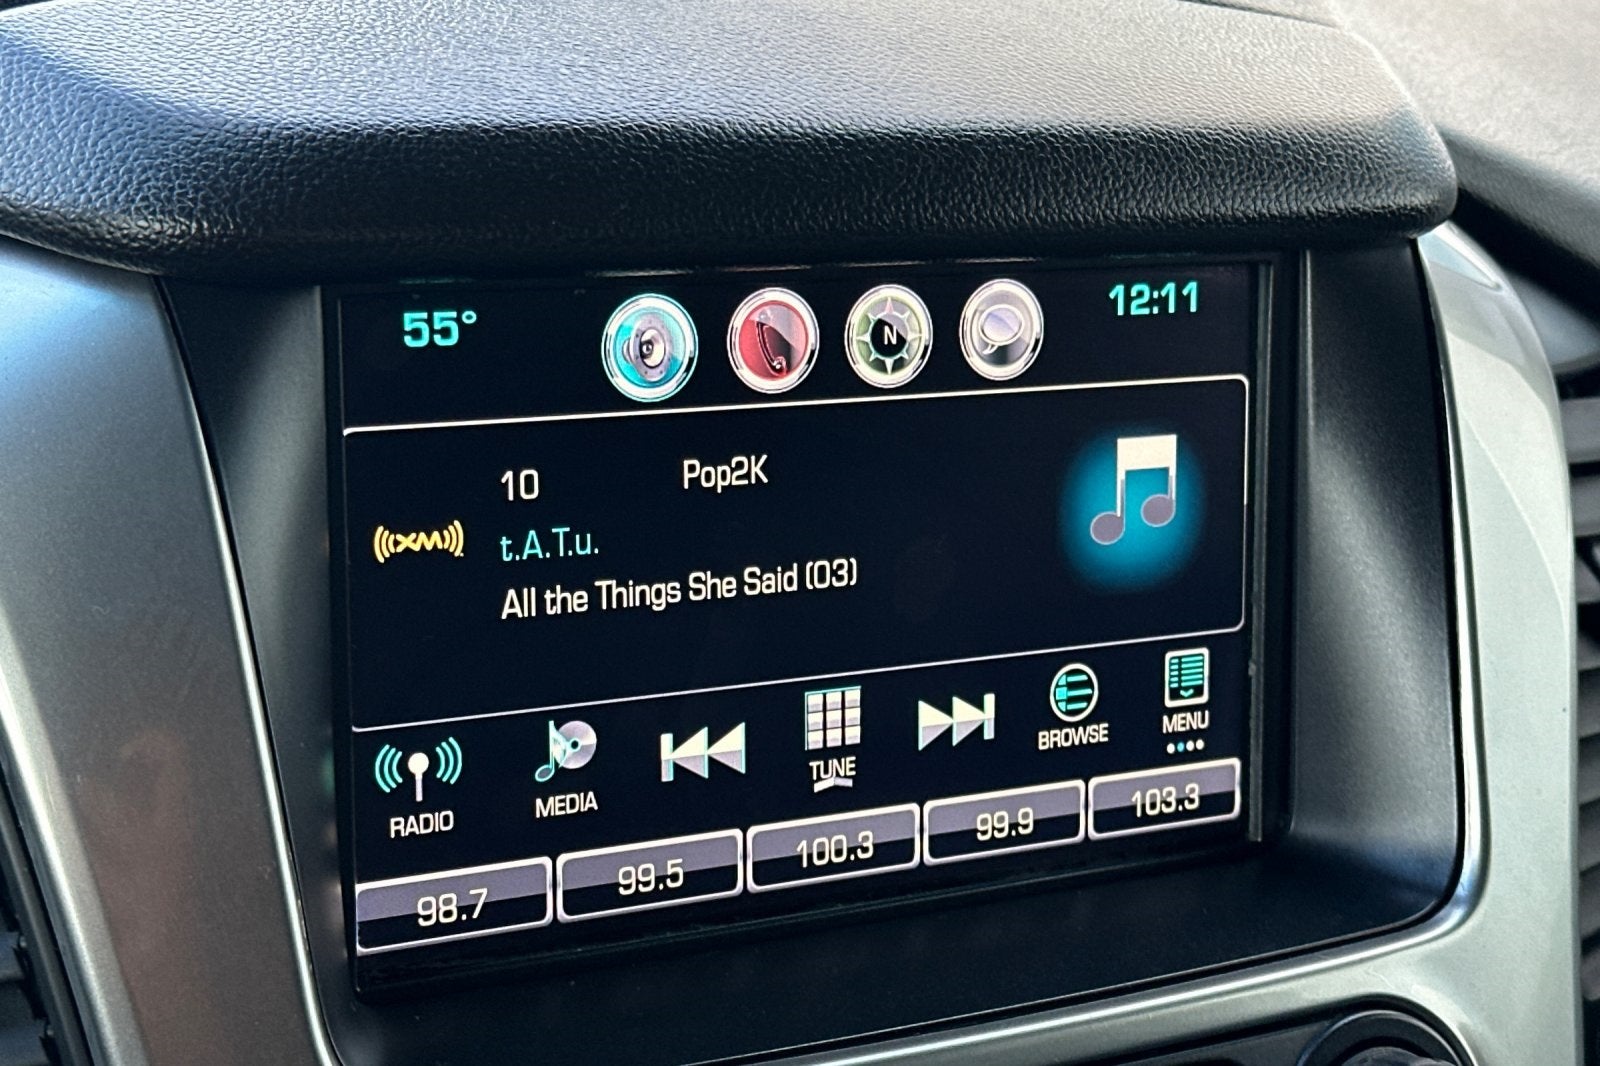 55°
N
12:11
10 Pop2K
((XM))
t.A.T.u.
All the Things She Said (03)
RADIO
MEDIA
TUNE
BROWSE
MENU
98.7
99.5
100.3
99.9
103.3